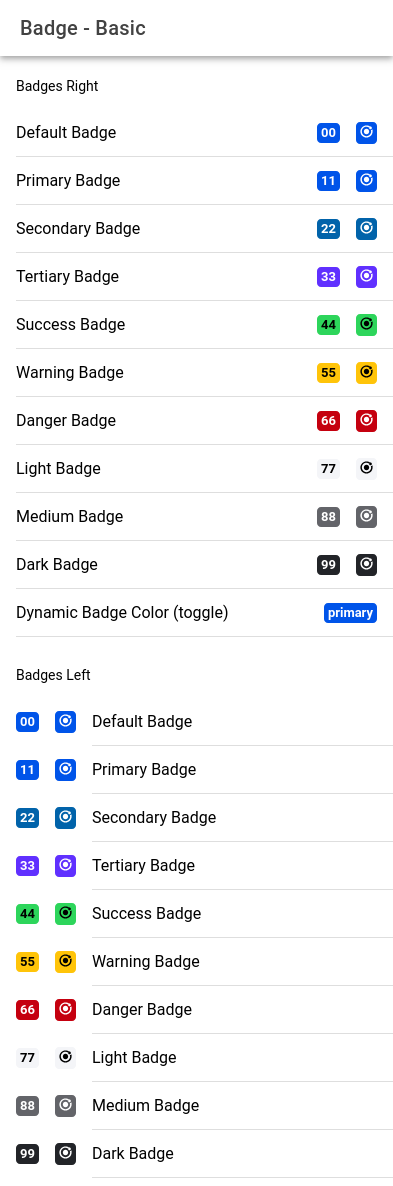 Badge - Basic
Badges Right
Default Badge 00
Primary Badge 11
Secondary Badge 22
Tertiary Badge 33
Success Badge 44
Warning Badge 55
Danger Badge 66
Light Badge 77
Medium Badge 88
Dark Badge 99
Dynamic Badge Color (toggle) primary
Badges Left
00 Default Badge
11 Primary Badge
22 Secondary Badge
33 Tertiary Badge
44 Success Badge
55 Warning Badge
66 Danger Badge
77 Light Badge
88 Medium Badge
99 Dark Badge